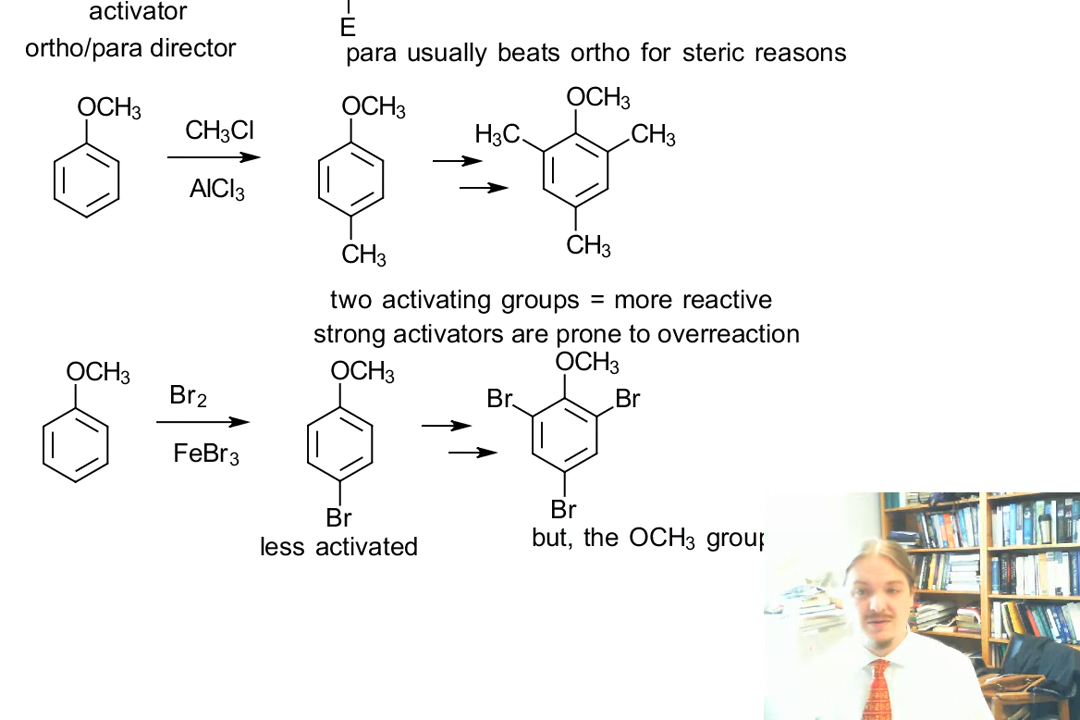 activator
E
ortho/para director
para usually beats ortho for steric reasons
OCH3
CH3Cl
AlCl3
OCH3
CH3
OCH3
H3C
CH3
CH3
two activating groups = more reactive
strong activators are prone to overreaction
OCH3
Br2
FeBr3
OCH3
Br
less activated
OCH3
Br
Br
Br
but, the OCH3 group